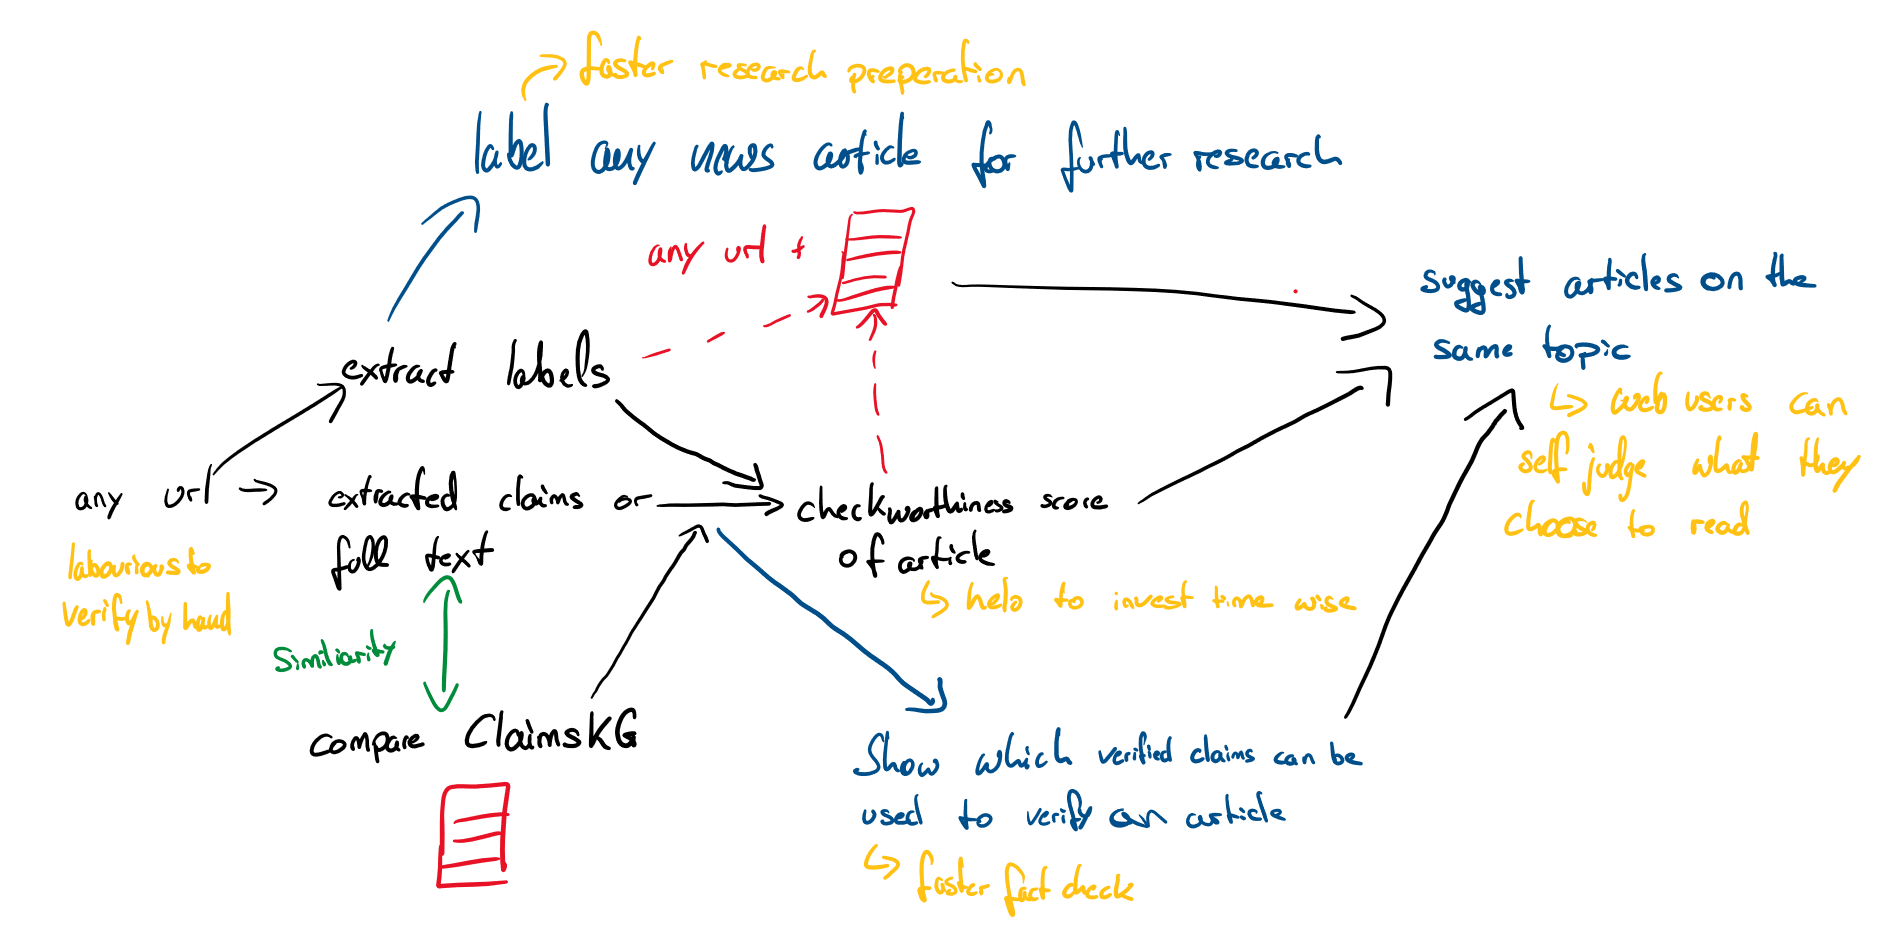 faster research preperation
label any news article for further research
any url +
suggest articles on the
same topic
web users can
self judge what they
choose to read
extract labels
any url
extracted claims or
full text
labourious to
verify by hand
checkworthiness score
of article
help to invest time wise
Similiarity
compare ClaimsKG
Show which verified claims can be
used to verify an article
faster fact check